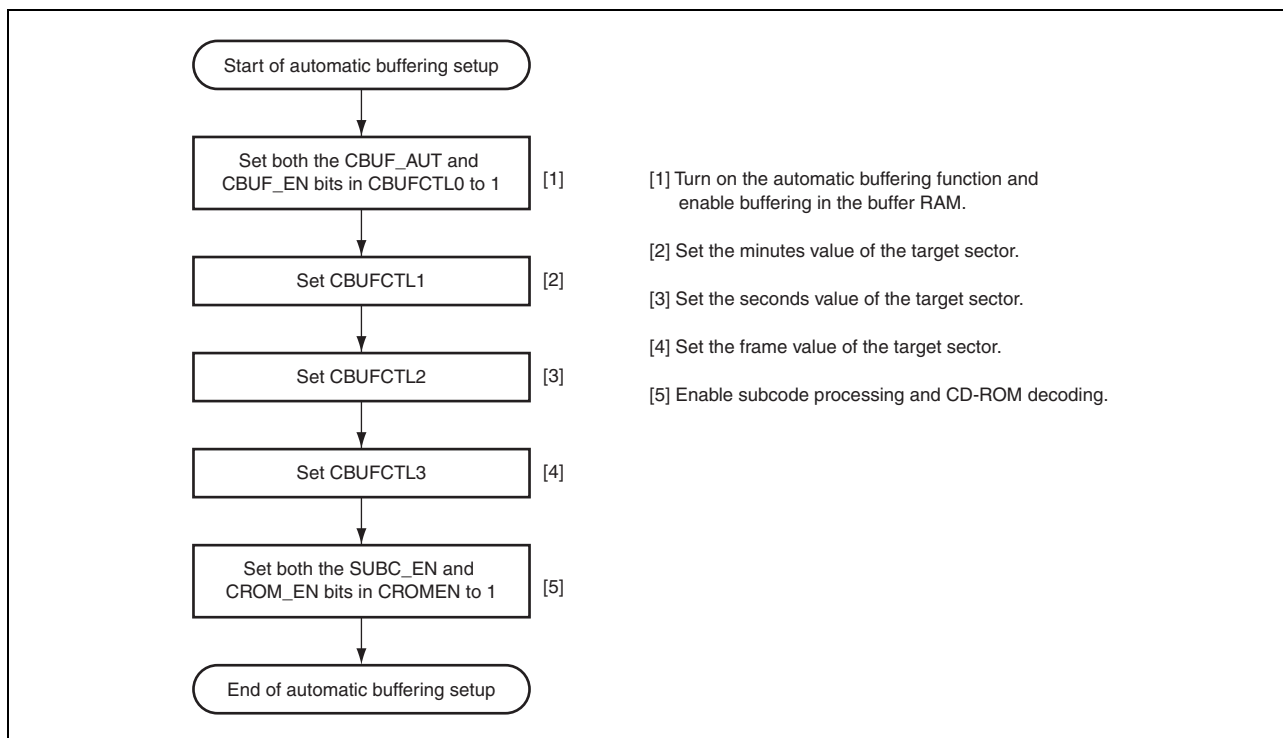 Start of automatic buffering setup
Set both the CBUF_AUT and
CBUF_EN bits in CBUFCTL0 to 1
[1]
Set CBUFCTL1
[2]
Set CBUFCTL2
[3]
Set CBUFCTL3
[4]
Set both the SUBC_EN and
CROM_EN bits in CROMEN to 1
[5]
End of automatic buffering setup
[1] Turn on the automatic buffering function and
enable buffering in the buffer RAM.
[2] Set the minutes value of the target sector.
[3] Set the seconds value of the target sector.
[4] Set the frame value of the target sector.
[5] Enable subcode processing and CD-ROM decoding.